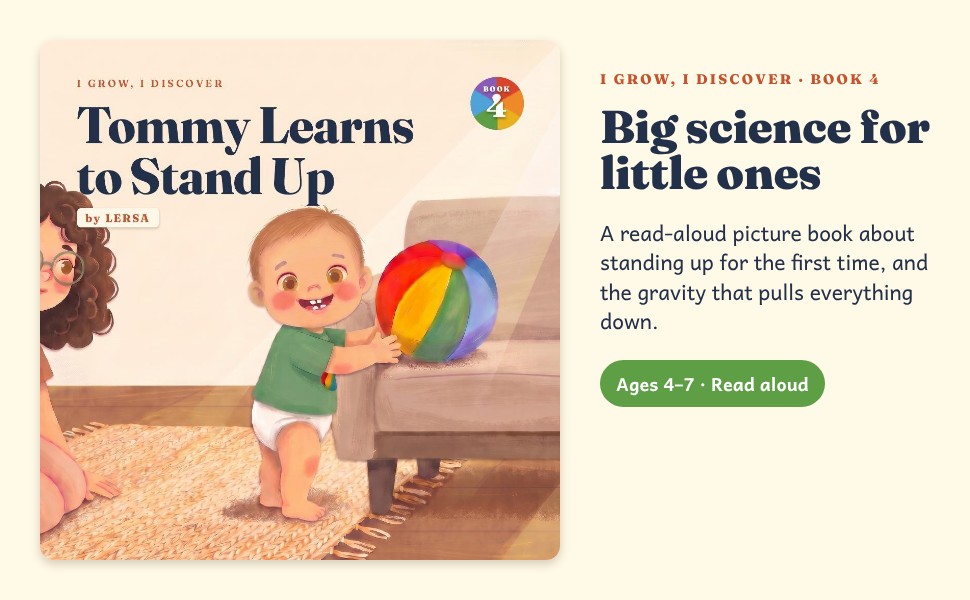 I GROW, I DISCOVER
BOOK
4
Tommy Learns
to Stand Up
by LERSA
I GROW, I DISCOVER · BOOK 4
Big science for
little ones
A read-aloud picture book about
standing up for the first time, and
the gravity that pulls everything
down.
Ages 4–7 · Read aloud